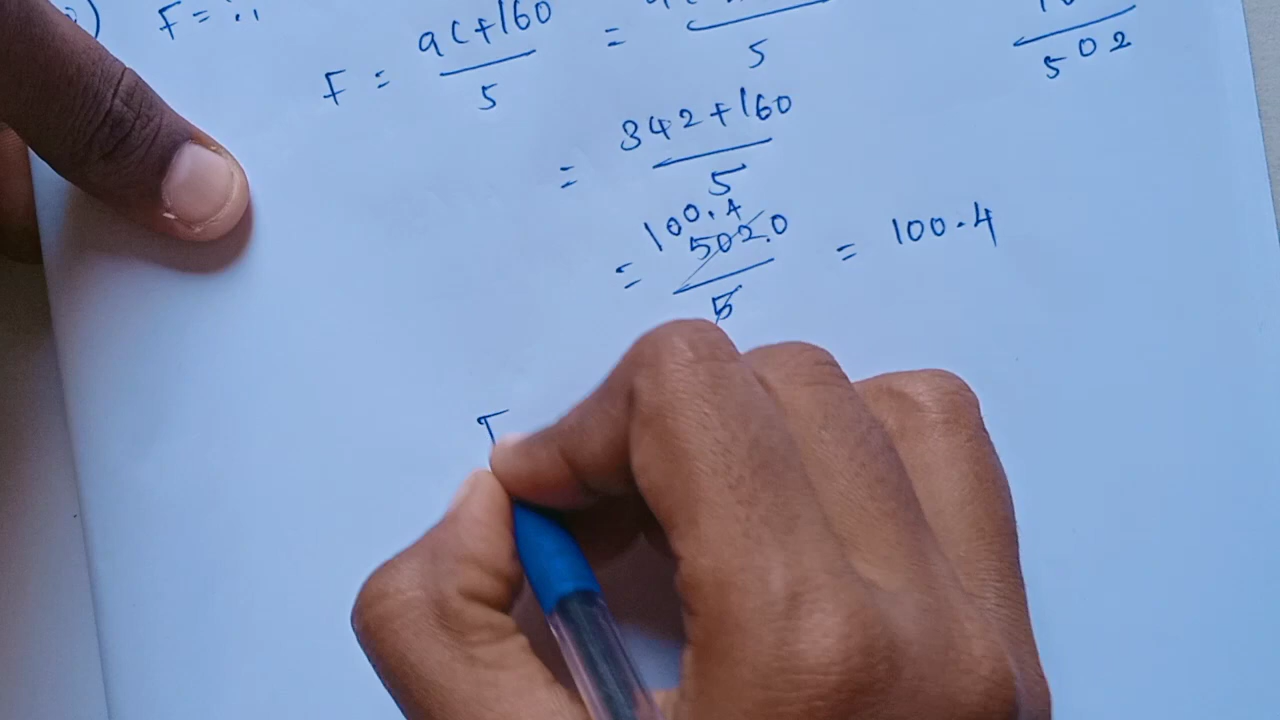 F = ..
F = 9C+160 / 5 =
5
502
= 342+160 / 5
100.4
= 502.0 / 5 = 100.4